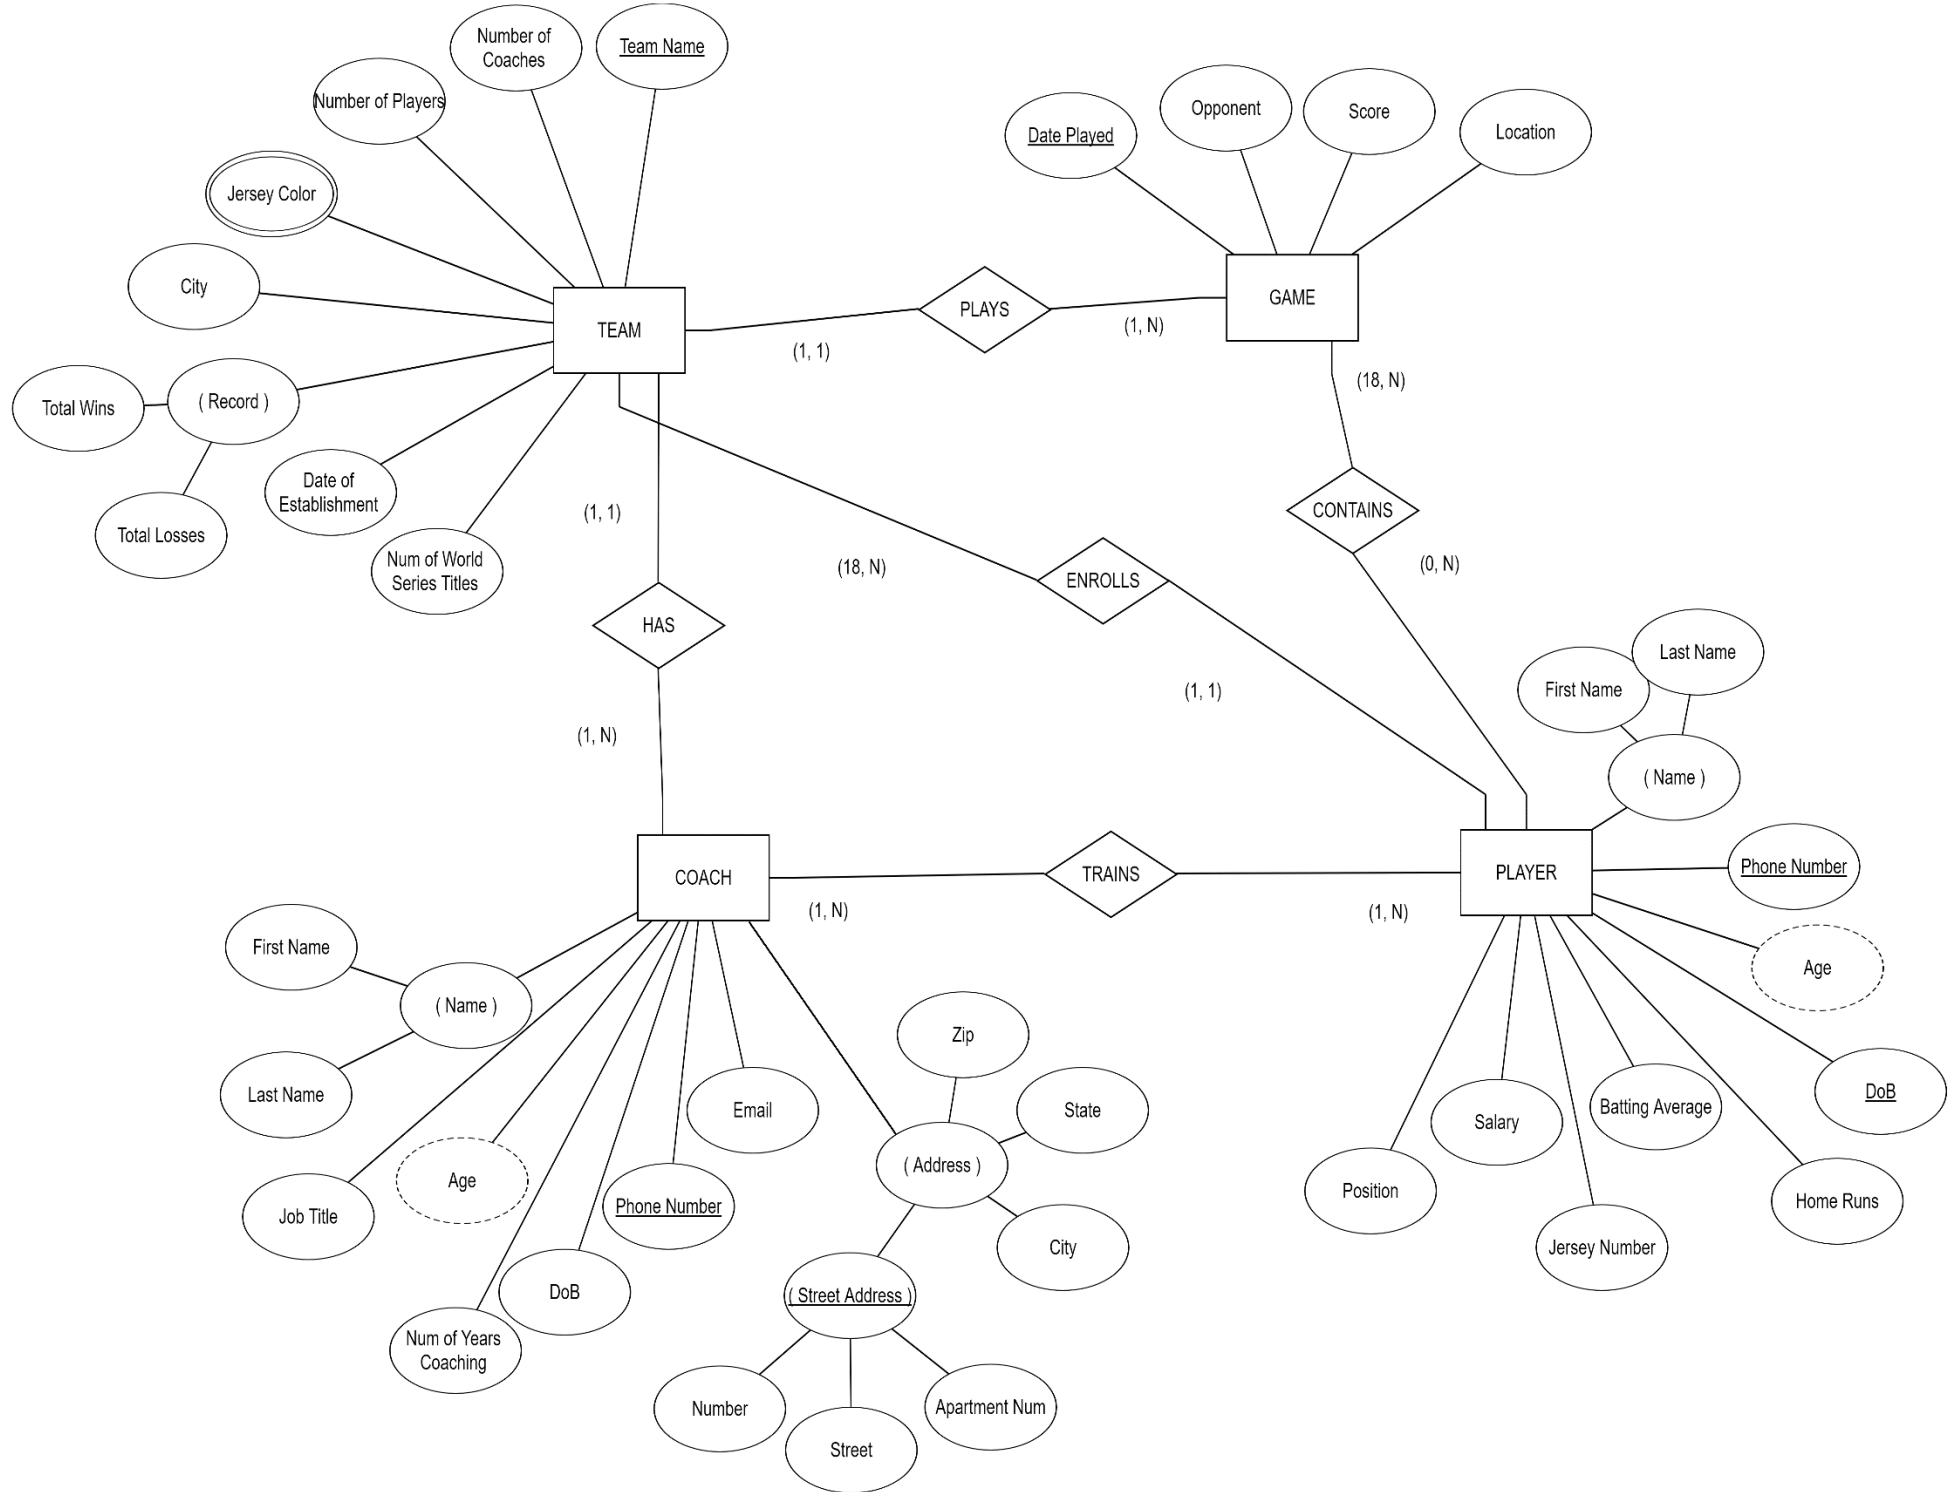 Number of
Coaches
Team Name
Number of Players
Jersey Color
City
Total Wins
( Record )
Total Losses
Date of
Establishment
Num of World
Series Titles
TEAM
Date Played
Opponent
Score
Location
GAME
PLAYS
(1, 1)
(1, N)
(18, N)
CONTAINS
(0, N)
(1, 1)
HAS
(1, N)
(18, N)
ENROLLS
(1, 1)
First Name
Last Name
( Name )
Phone Number
Age
DoB
Home Runs
Batting Average
Jersey Number
Salary
Position
PLAYER
TRAINS
(1, N)
(1, N)
COACH
First Name
( Name )
Last Name
Job Title
Age
Num of Years
Coaching
DoB
Phone Number
Email
Zip
State
( Address )
City
( Street Address )
Number
Street
Apartment Num